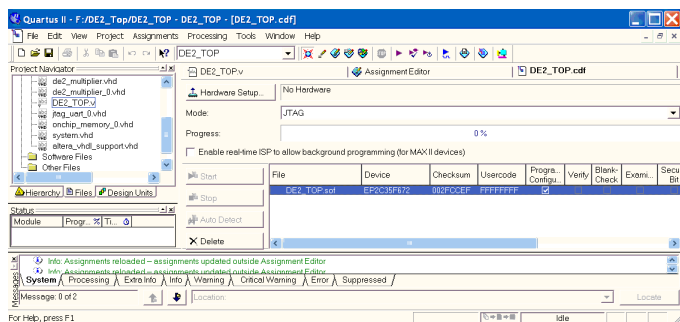 Quartus II - F:/DE2_Top/DE2_TOP - DE2_TOP - [DE2_TOP.cdf]
File Edit View Project Assignments Processing Tools Window Help
DE2_TOP
Project Navigator
de2_multiplier.vhd
de2_multiplier_0.vhd
DE2_TOP.v
jtag_uart_0.vhd
onchip_memory_0.vhd
system.vhd
altera_vhdl_support.vhd
Software Files
Other Files
Hierarchy Files Design Units
Status
Module Progr... % Ti...
DE2_TOP.v Assignment Editor DE2_TOP.cdf
Hardware Setup... No Hardware
Mode: JTAG
Progress: 0 %
Enable real-time ISP to allow background programming (for MAX II devices)
Start
Stop
Auto Detect
Delete
File Device Checksum Usercode Progra... Configu... Verify Blank-Check Exami... Secu Bit
DE2_TOP.sof EP2C35F672 002FCCEF FFFFFFFF
Info: Assignments reloaded -- assignments updated outside Assignment Editor
Info: Assignments reloaded -- assignments updated outside Assignment Editor
System Processing Extra Info Info Warning Critical Warning Error Suppressed
Messages
Message: 0 of 2 Location: Locate
For Help, press F1 Idle